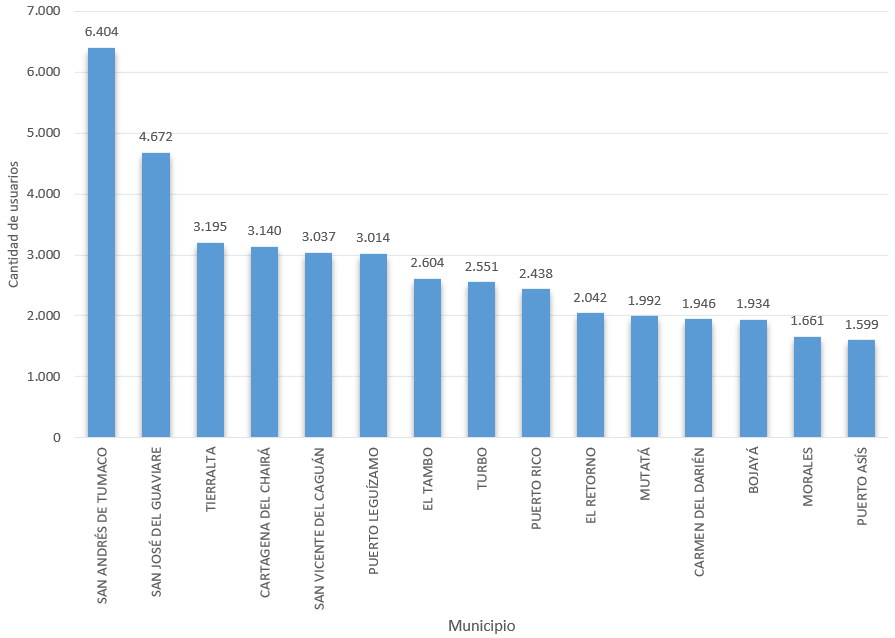 7.000
6.000
5.000
4.000
3.000
2.000
1.000
0
Cantidad de usuarios
6.404
4.672
3.195
3.140
3.037
3.014
2.604
2.551
2.438
2.042
1.992
1.946
1.934
1.661
1.599
SAN ANDRÉS DE TUMACO
SAN JOSÉ DEL GUAVIARE
TIERRALTA
CARTAGENA DEL CHAIRÁ
SAN VICENTE DEL CAGUÁN
PUERTO LEGUÍZAMO
EL TAMBO
TURBO
PUERTO RICO
EL RETORNO
MUTATÁ
CARMEN DEL DARIÉN
BOJAYÁ
MORALES
PUERTO ASÍS
Municipio